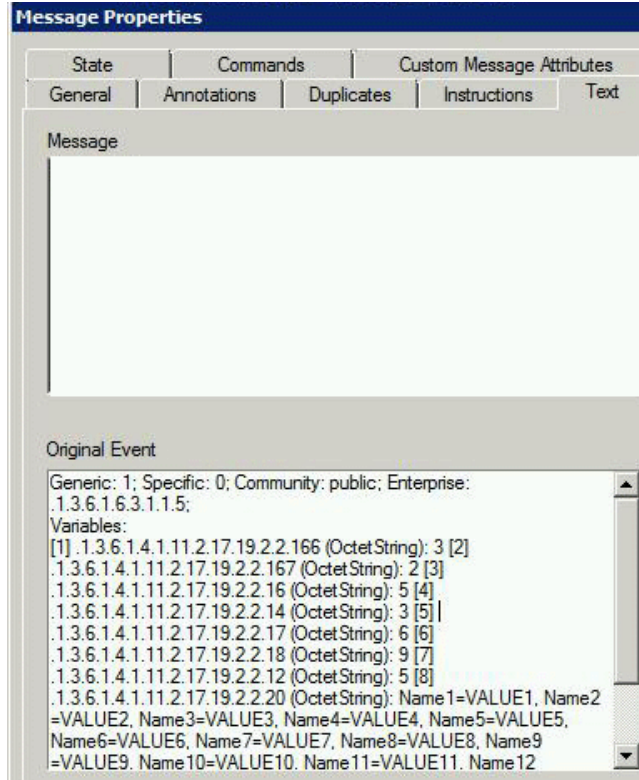 Message Properties
State
Commands
Custom Message Attributes
General
Annotations
Duplicates
Instructions
Text
Message
Original Event
Generic: 1; Specific: 0; Community: public; Enterprise:
.1.3.6.1.6.3.1.1.5;
Variables:
[1] .1.3.6.1.4.1.11.2.17.19.2.2.166 (OctetString): 3 [2]
.1.3.6.1.4.1.11.2.17.19.2.2.167 (OctetString): 2 [3]
.1.3.6.1.4.1.11.2.17.19.2.2.16 (OctetString): 5 [4]
.1.3.6.1.4.1.11.2.17.19.2.2.14 (OctetString): 3 [5]
.1.3.6.1.4.1.11.2.17.19.2.2.17 (OctetString): 6 [6]
.1.3.6.1.4.1.11.2.17.19.2.2.18 (OctetString): 9 [7]
.1.3.6.1.4.1.11.2.17.19.2.2.12 (OctetString): 5 [8]
.1.3.6.1.4.1.11.2.17.19.2.2.20 (OctetString): Name1=VALUE1, Name2
=VALUE2, Name3=VALUE3, Name4=VALUE4, Name5=VALUE5,
Name6=VALUE6, Name7=VALUE7, Name8=VALUE8, Name9
=VALUE9, Name10=VALUE10, Name11=VALUE11, Name12